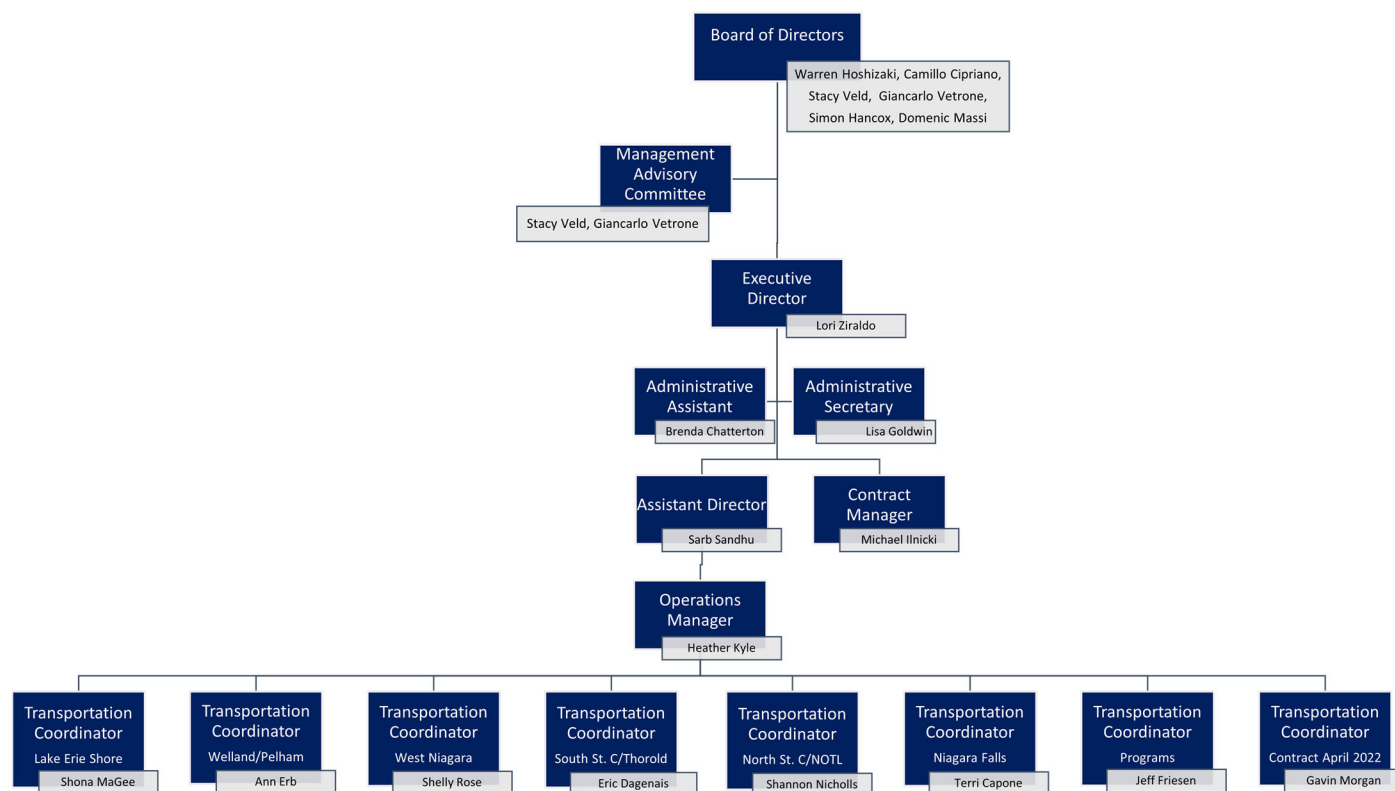 Board of Directors
Warren Hoshizaki, Camillo Cipriano,
Stacy Veld, Giancarlo Vetrone,
Simon Hancox, Domenic Massi
Management
Advisory
Committee
Stacy Veld, Giancarlo Vetrone
Executive
Director
Lori Ziraldo
Administrative
Assistant
Brenda Chatterton
Administrative
Secretary
Lisa Goldwin
Assistant Director
Sarb Sandhu
Contract
Manager
Michael Ilnicki
Operations
Manager
Heather Kyle
Transportation
Coordinator
Lake Erie Shore
Shona MaGee
Transportation
Coordinator
Welland/Pelham
Ann Erb
Transportation
Coordinator
West Niagara
Shelly Rose
Transportation
Coordinator
South St. C/Thorold
Eric Dagenais
Transportation
Coordinator
North St. C/NOTL
Shannon Nicholls
Transportation
Coordinator
Niagara Falls
Terri Capone
Transportation
Coordinator
Programs
Jeff Friesen
Transportation
Coordinator
Contract April 2022
Gavin Morgan